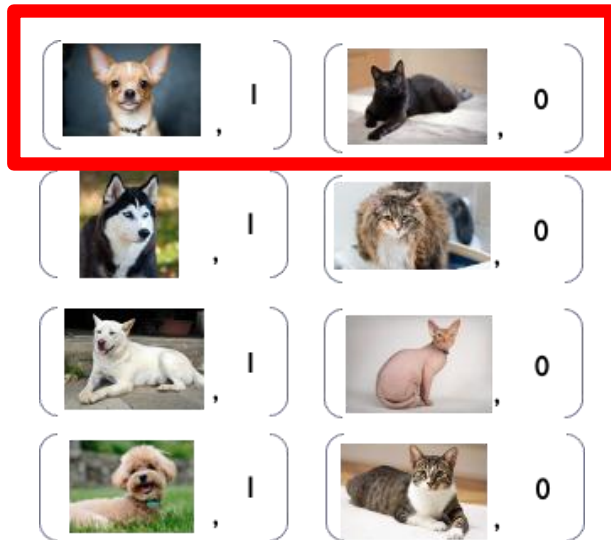 ( , 1 ) ( , 0 )
( , 1 ) ( , 0 )
( , 1 ) ( , 0 )
( , 1 ) ( , 0 )